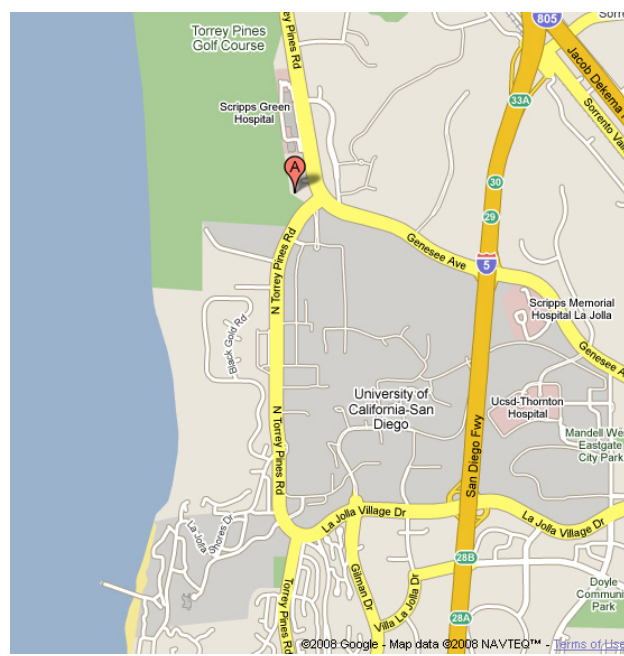 Torrey Pines
Golf Course
Torrey Pines Rd
805
Sorre
Jacob Dekema F
Sorrento Val
33A
Scripps Green
Hospital
A
30
29
5
Genesee Ave
N Torrey Pines Rd
Scripps Memorial
Hospital La Jolla
Genesee A
Black Gold Rd
University of
California-San
Diego
Ucsd-Thornton
Hospital
Mandell We
Eastgate
City Park
N Torrey Pines Rd
San Diego Fwy
La Jolla Village Dr
La Jolla Village Dr
La Jolla
Shores Dr
28B
Gilman Dr
Villa La Jolla Dr
Torrey Pines Rd
Doyle
Commun
Park
28A
©2008 Google - Map data ©2008 NAVTEQ™ - Terms of Use